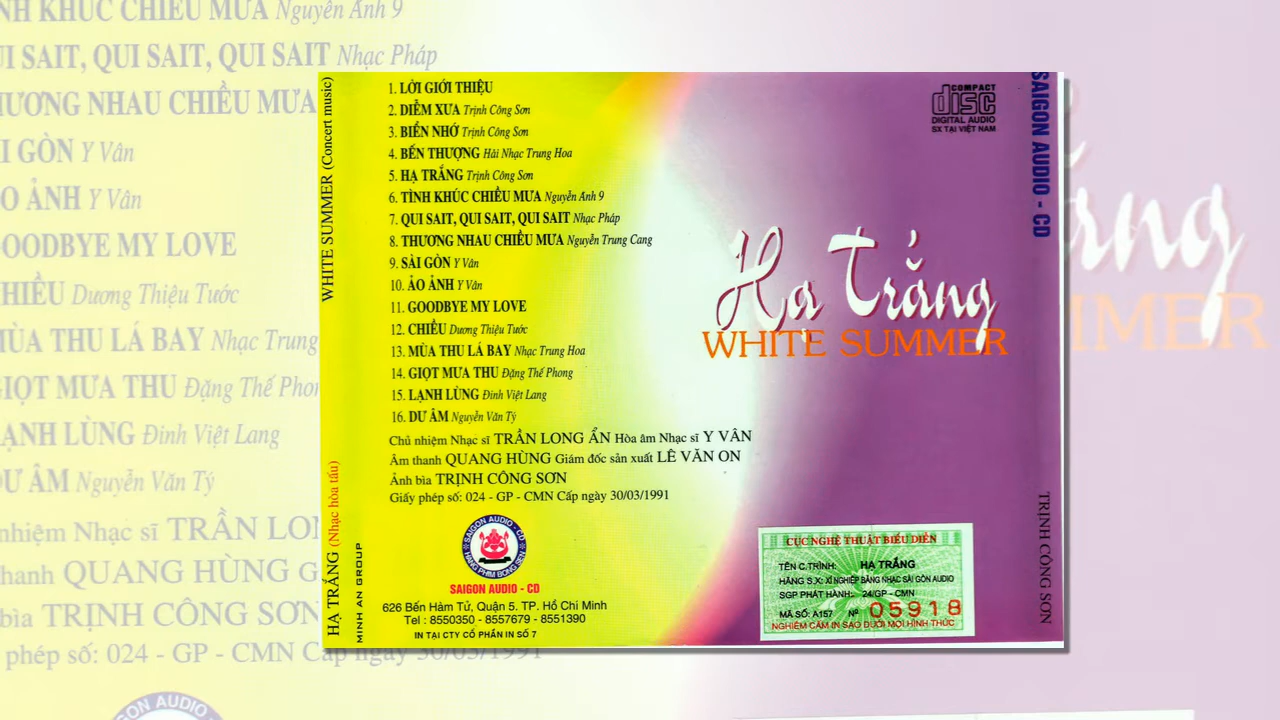 WHITE SUMMER (Concert music)
HẠ TRẮNG (Nhạc hòa tấu)
MINH AN GROUP
1. LỜI GIỚI THIỆU
2. DIỄM XƯA Trịnh Công Sơn
3. BIỂN NHỚ Trịnh Công Sơn
4. BẾN THƯỢNG Hải Nhạc Trung Hoa
5. HẠ TRẮNG Trịnh Công Sơn
6. TÌNH KHÚC CHIỀU MƯA Nguyễn Ánh 9
7. QUI SAIT, QUI SAIT, QUI SAIT Nhạc Pháp
8. THƯƠNG NHAU CHIỀU MƯA Nguyễn Trung Cang
9. SÀI GÒN Y Vân
10. ẢO ẢNH Y Vân
11. GOODBYE MY LOVE
12. CHIỀU Dương Thiệu Tước
13. MÙA THU LÁ BAY Nhạc Trung Hoa
14. GIỌT MƯA THU Đặng Thế Phong
15. LẠNH LÙNG Đinh Việt Lang
16. DƯ ÂM Nguyễn Văn Tý
Chủ nhiệm Nhạc sĩ TRẦN LONG ẨN Hòa âm Nhạc sĩ Y VÂN
Âm thanh QUANG HÙNG Giám đốc sản xuất LÊ VĂN ON
Ảnh bìa TRỊNH CÔNG SƠN
Giấy phép số: 024 - GP - CMN Cấp ngày 30/03/1991
SAIGON AUDIO - CD
HÃNG PHIM BÔNG SEN
SAIGON AUDIO - CD
626 Bến Hàm Tử, Quận 5. TP. Hồ Chí Minh
Tel : 8550350 - 8557679 - 8551390
IN TẠI CTY CỔ PHẦN IN SỐ 7
COMPACT
disc
DIGITAL AUDIO
SX TẠI VIỆT NAM
Hạ Trắng
WHITE SUMMER
CỤC NGHỆ THUẬT BIỂU DIỄN
TÊN C.TRÌNH: HẠ TRẮNG
HÃNG S.X: XÍ NGHIỆP BĂNG NHẠC SÀI GÒN AUDIO
SGP PHÁT HÀNH: 24/GP - CMN
MÃ SỐ: A157 Nº 05918
NGHIÊM CẤM IN SAO DƯỚI MỌI HÌNH THỨC
SAIGON AUDIO - CD
TRỊNH CÔNG SƠN